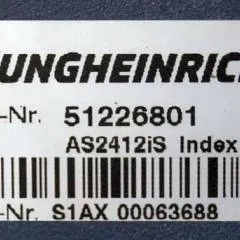 UNGHEINRICH
-Nr. 51226801
AS2412iS Index
-Nr. S1AX 00063688